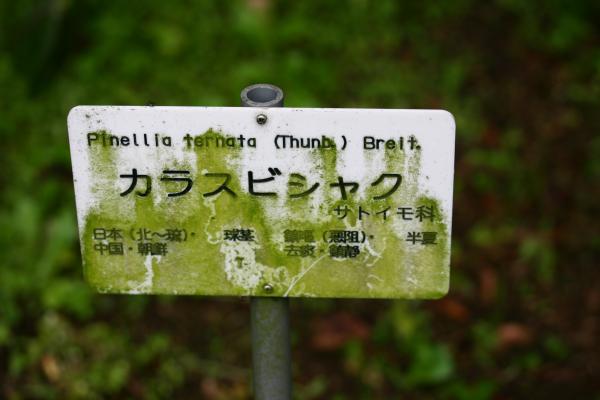 Pinellia ternata (Thunb.) Breit.
カラスビシャク
サトイモ科
日本(北~琉)・ 球茎 鎮嘔(悪阻)・ 半夏
中国・朝鮮 去痰・鎮静